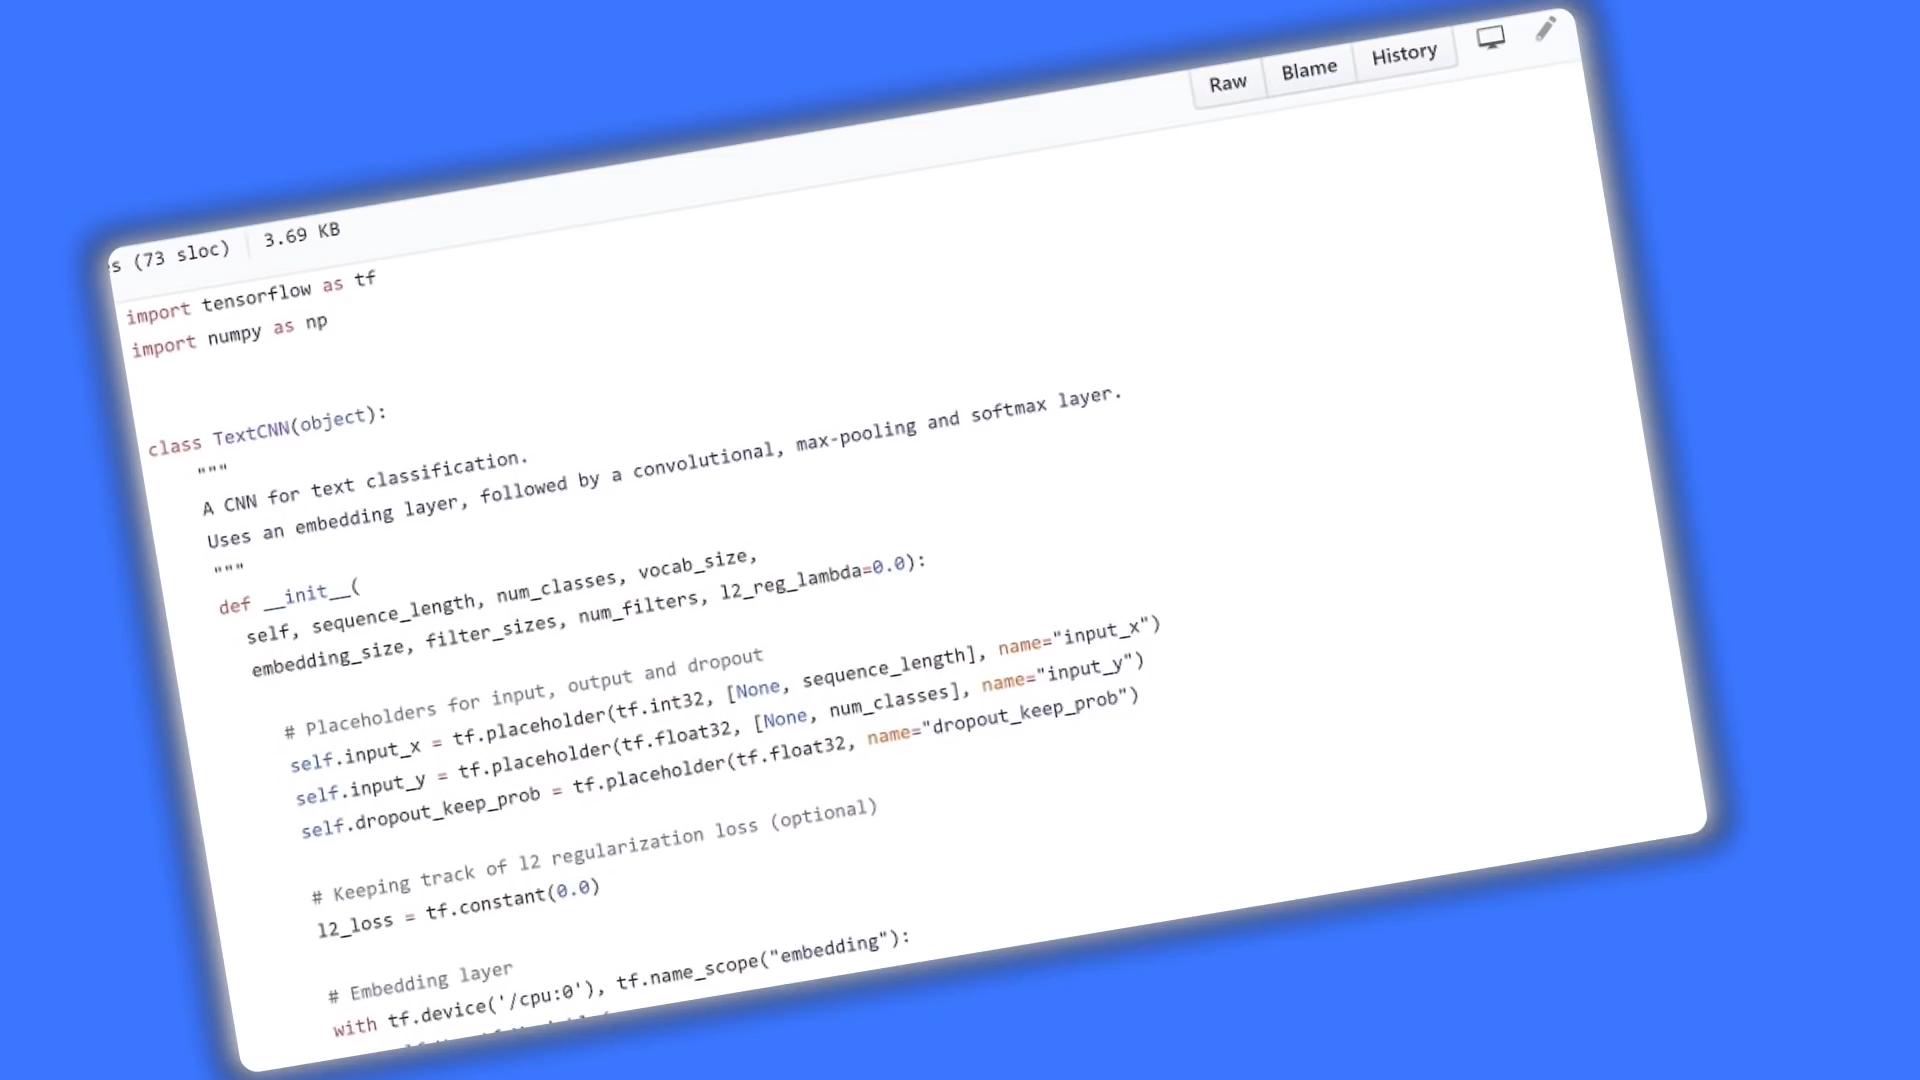 Raw Blame History
s (73 sloc) 3.69 KB
import tensorflow as tf
import numpy as np
class TextCNN(object):
"""
A CNN for text classification.
Uses an embedding layer, followed by a convolutional, max-pooling and softmax layer.
"""
def __init__(
self, sequence_length, num_classes, vocab_size,
embedding_size, filter_sizes, num_filters, l2_reg_lambda=0.0):
# Placeholders for input, output and dropout
self.input_x = tf.placeholder(tf.int32, [None, sequence_length], name="input_x")
self.input_y = tf.placeholder(tf.float32, [None, num_classes], name="input_y")
self.dropout_keep_prob = tf.placeholder(tf.float32, name="dropout_keep_prob")
# Keeping track of l2 regularization loss (optional)
l2_loss = tf.constant(0.0)
# Embedding layer
with tf.device('/cpu:0'), tf.name_scope("embedding"):